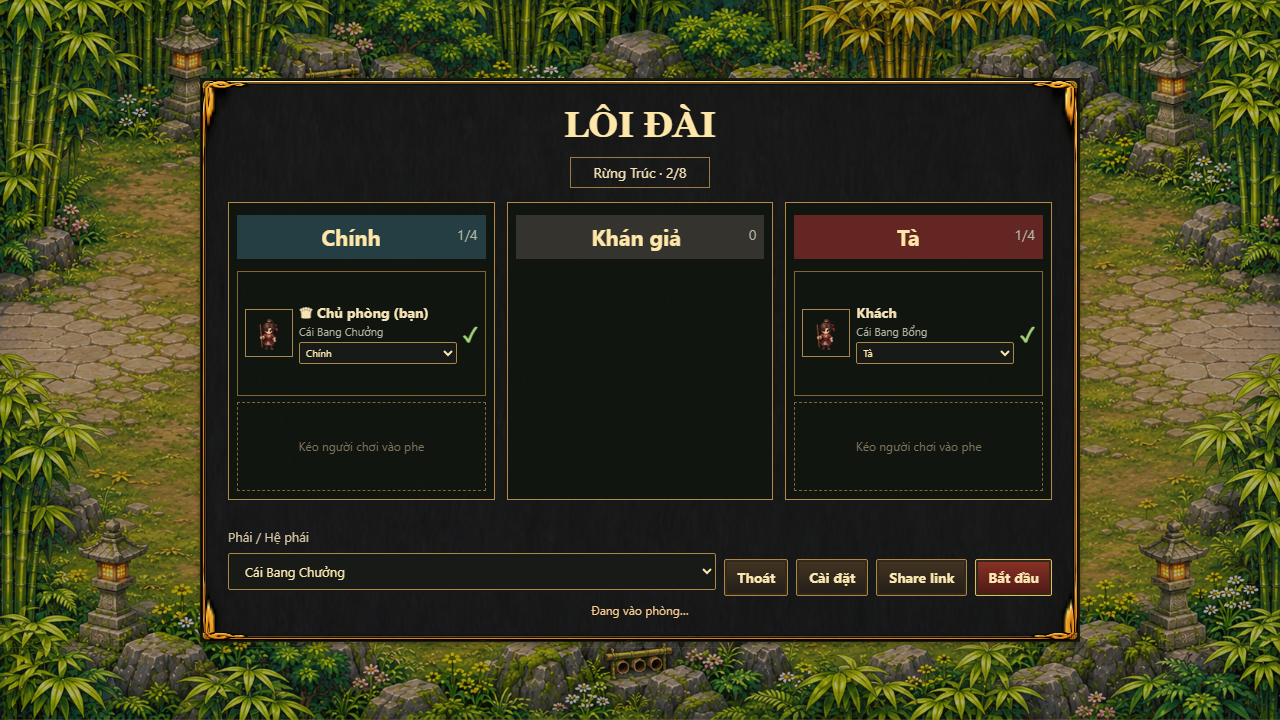 LÔI ĐÀI
Rừng Trúc · 2/8
Chính 1/4
♛ Chủ phòng (bạn)
Cái Bang Chưởng
Chính
Kéo người chơi vào phe
Khán giả 0
Tà 1/4
Khách
Cái Bang Bổng
Tà
Kéo người chơi vào phe
Phái / Hệ phái
Cái Bang Chưởng
Thoát
Cài đặt
Share link
Bắt đầu
Đang vào phòng...